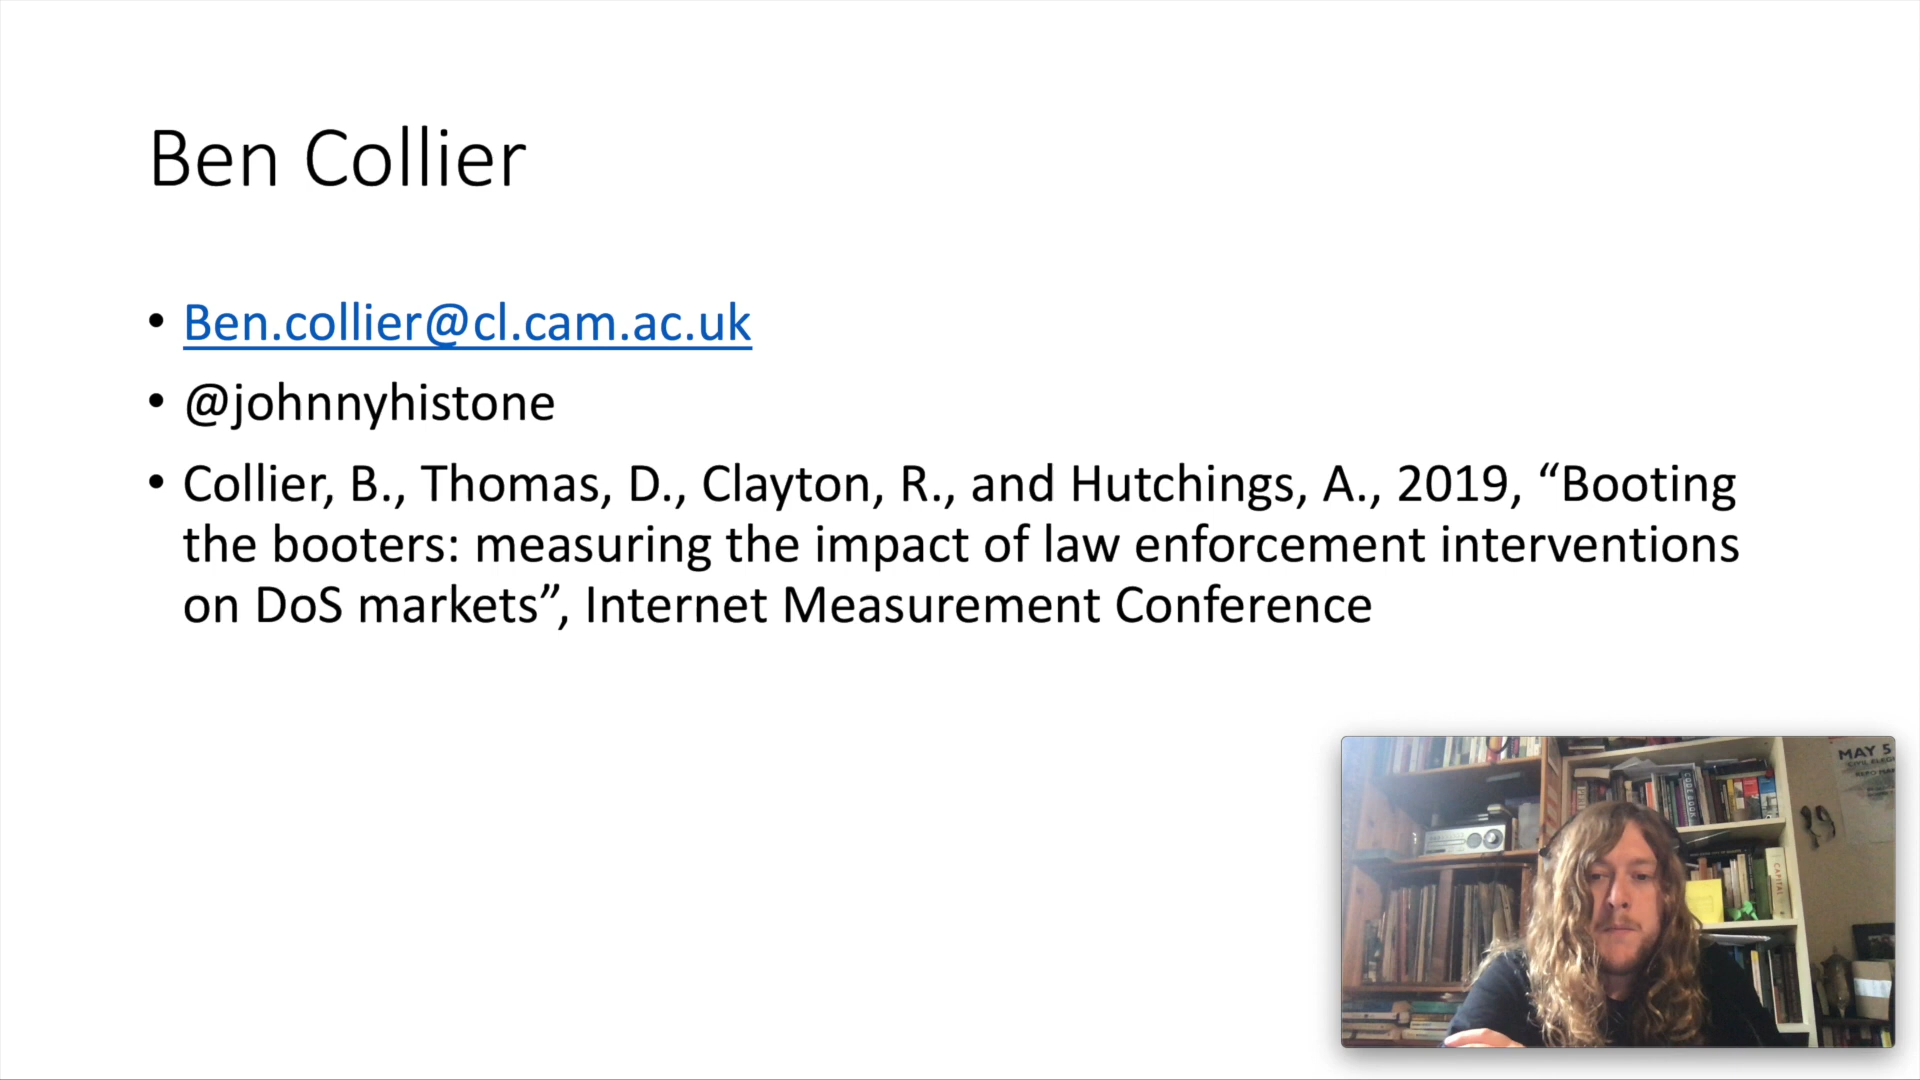 Ben Collier
• Ben.collier@cl.cam.ac.uk
• @johnnyhistone
• Collier, B., Thomas, D., Clayton, R., and Hutchings, A., 2019, “Booting
the booters: measuring the impact of law enforcement interventions
on DoS markets”, Internet Measurement Conference
MAY 5
CAPITAL